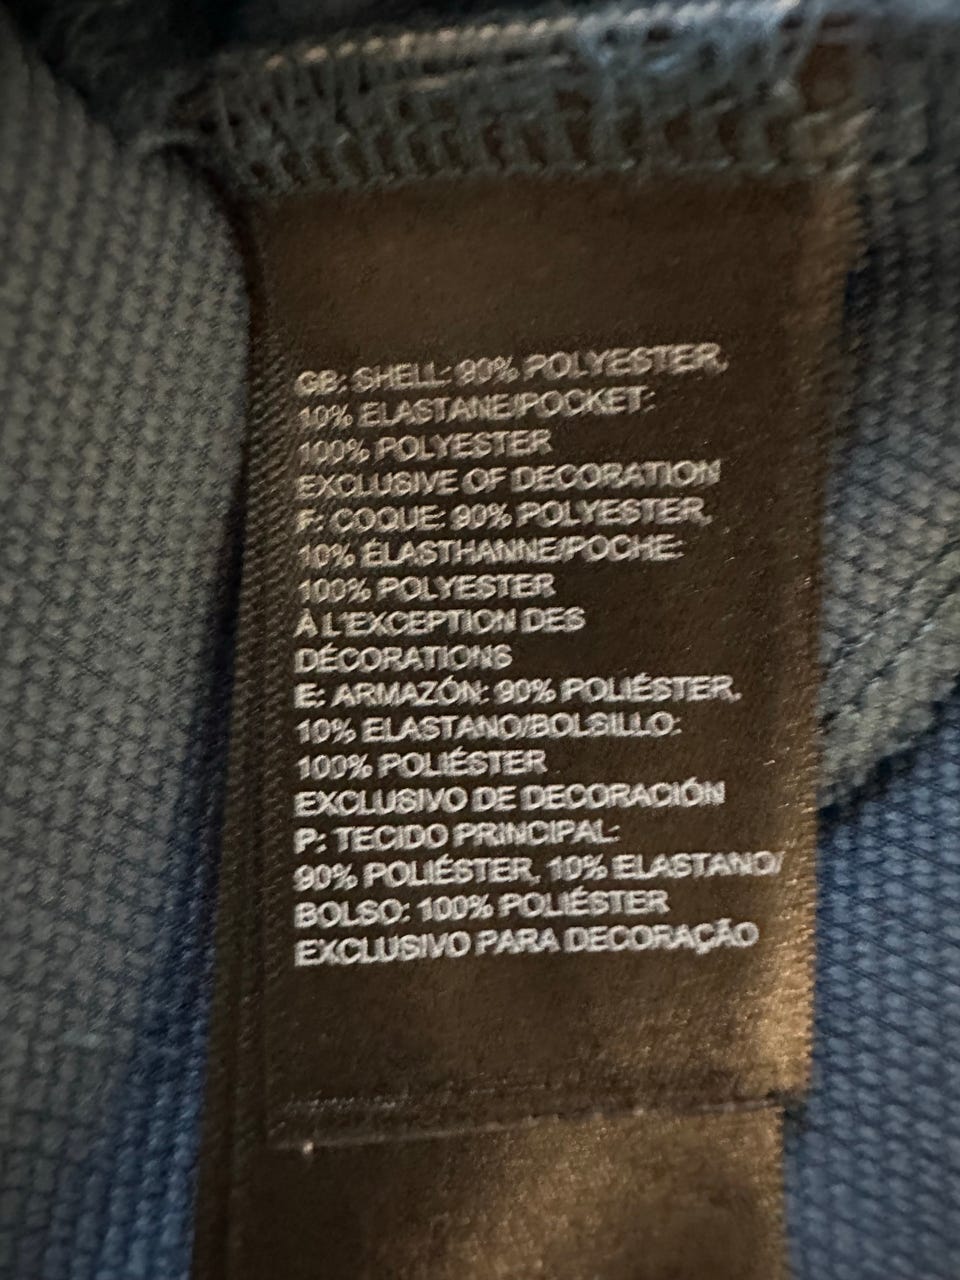 GB: SHELL: 90% POLYESTER,
10% ELASTANE/POCKET:
100% POLYESTER
EXCLUSIVE OF DECORATION
F: COQUE: 90% POLYESTER,
10% ÉLASTHANNE/POCHE:
100% POLYESTER
À L'EXCEPTION DES
DÉCORATIONS
E: ARMAZÓN: 90% POLIÉSTER,
10% ELASTANO/BOLSILLO:
100% POLIÉSTER
EXCLUSIVO DE DECORACIÓN
P: TECIDO PRINCIPAL:
90% POLIÉSTER, 10% ELASTANO/
BOLSO: 100% POLIÉSTER
EXCLUSIVO PARA DECORAÇÃO